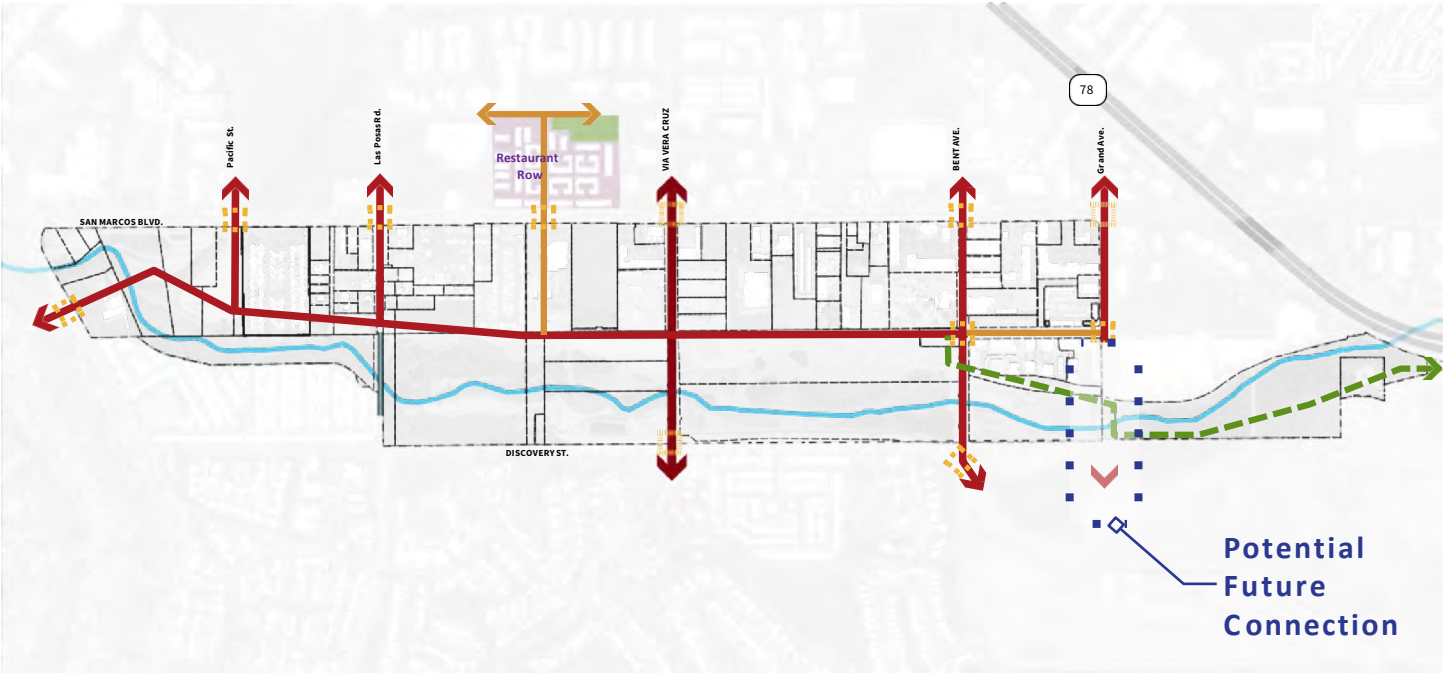 78
Pacific St.
Las Posas Rd.
VIA VERA CRUZ
BENT AVE.
Grand Ave.
Restaurant
Row
SAN MARCOS BLVD.
DISCOVERY ST.
Potential
Future
Connection